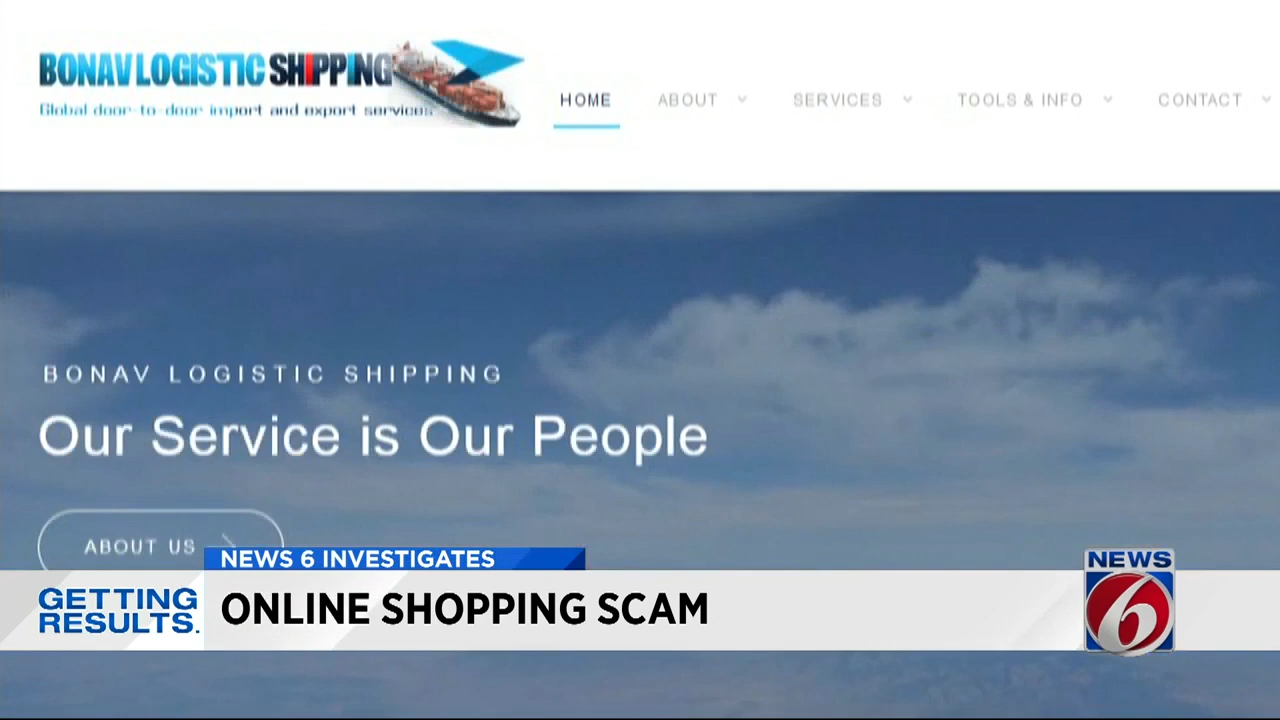 BONAV LOGISTIC SHIPPING
Global door-to-door import and export services
HOME
ABOUT
SERVICES
TOOLS & INFO
CONTACT
BONAV LOGISTIC SHIPPING
Our Service is Our People
ABOUT US
NEWS 6 INVESTIGATES
GETTING
RESULTS.
ONLINE SHOPPING SCAM
NEWS
6